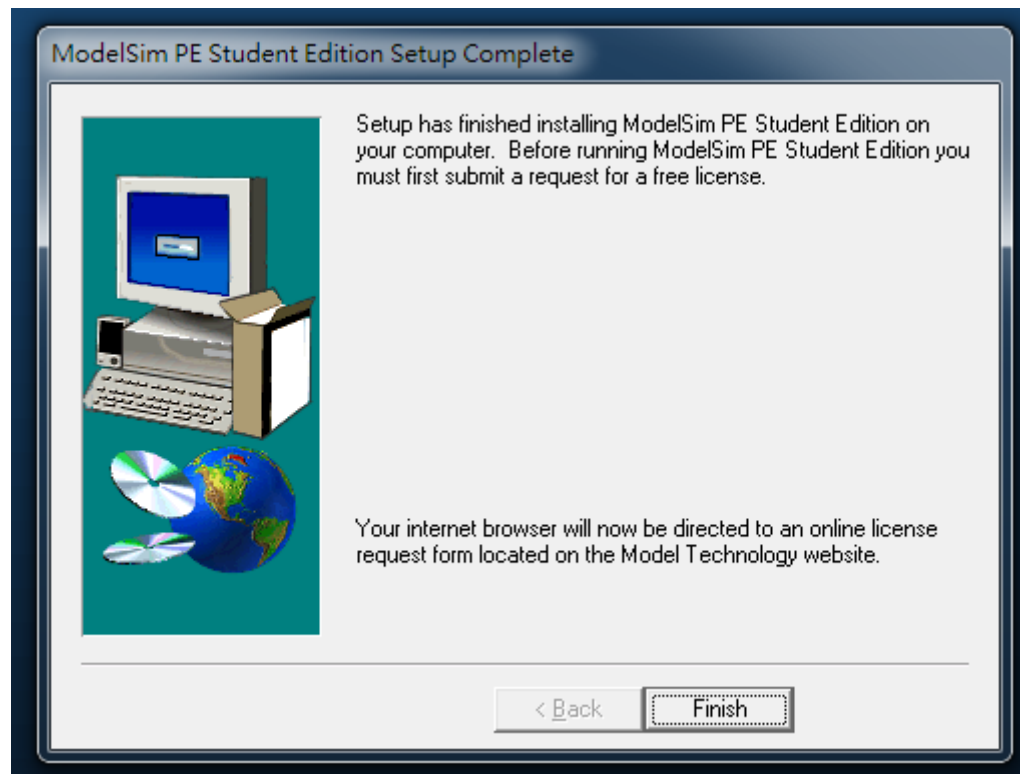 ModelSim PE Student Edition Setup Complete
Setup has finished installing ModelSim PE Student Edition on
your computer.  Before running ModelSim PE Student Edition you
must first submit a request for a free license.
Your internet browser will now be directed to an online license
request form located on the Model Technology website.
< Back
Finish